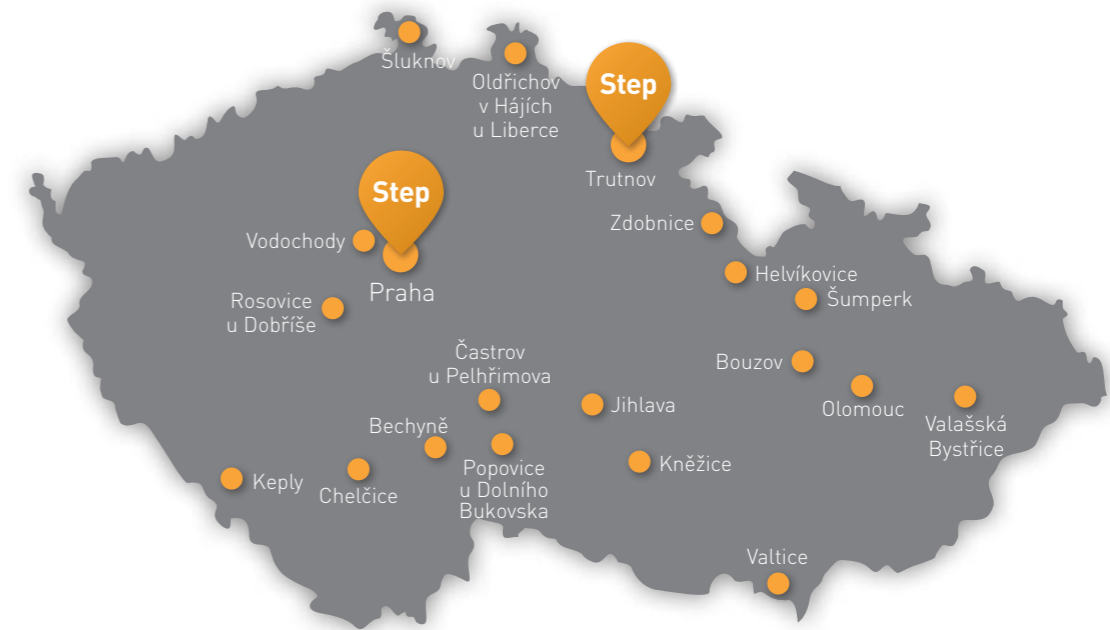 Šluknov
Oldřichov
v Hájích
u Liberce
Step
Trutnov
Step
Zdobnice
Vodochody
Praha
Helvíkovice
Šumperk
Rosovice
u Dobříše
Častrov
u Pelhřimova
Bouzov
Olomouc
Jihlava
Valašská
Bystřice
Bechyně
Kněžice
Popovice
u Dolního
Bukovska
Keply
Chelčice
Valtice